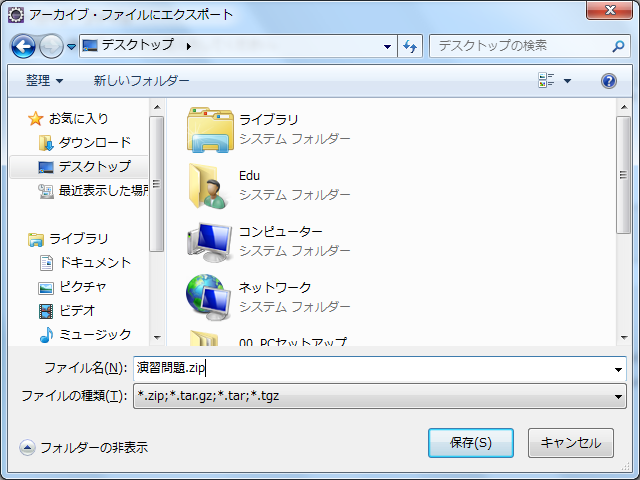 アーカイブ・ファイルにエクスポート
デスクトップ
デスクトップの検索
整理
新しいフォルダー
お気に入り
ダウンロード
デスクトップ
最近表示した場所
ライブラリ
ドキュメント
ピクチャ
ビデオ
ミュージック
ライブラリ
システム フォルダー
Edu
システム フォルダー
コンピューター
システム フォルダー
ネットワーク
システム フォルダー
00_PCセットアップ
ファイル名(N): 演習問題.zip
ファイルの種類(T): *.zip;*.tar.gz;*.tar;*.tgz
フォルダーの非表示
保存(S)
キャンセル